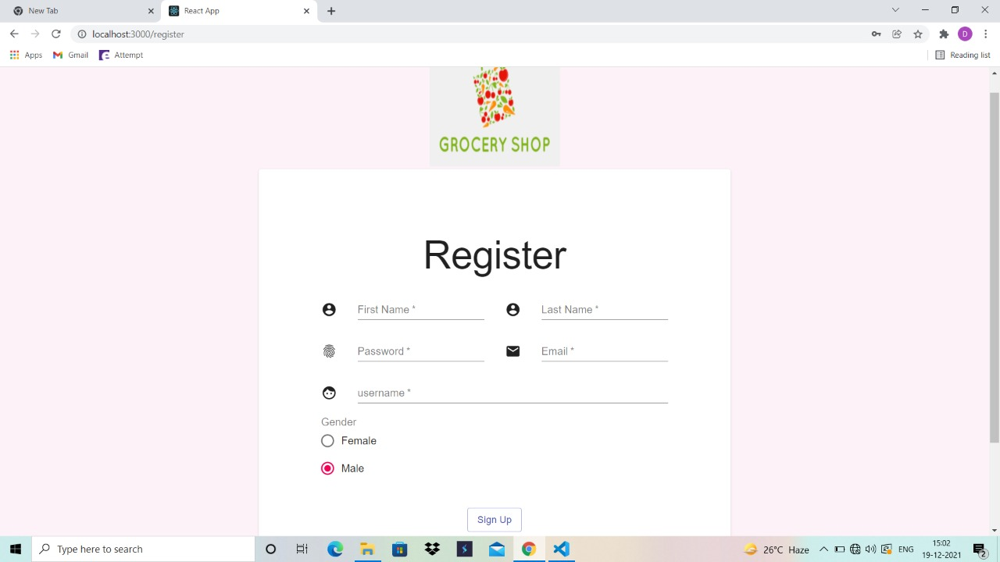 New Tab
React App
localhost:3000/register
D
Apps
Gmail
Attempt
Reading list
GROCERY SHOP
Register
First Name *
Last Name *
Password *
Email *
username *
Gender
Female
Male
Sign Up
Type here to search
26°C Haze
ENG
15:02
19-12-2021
2